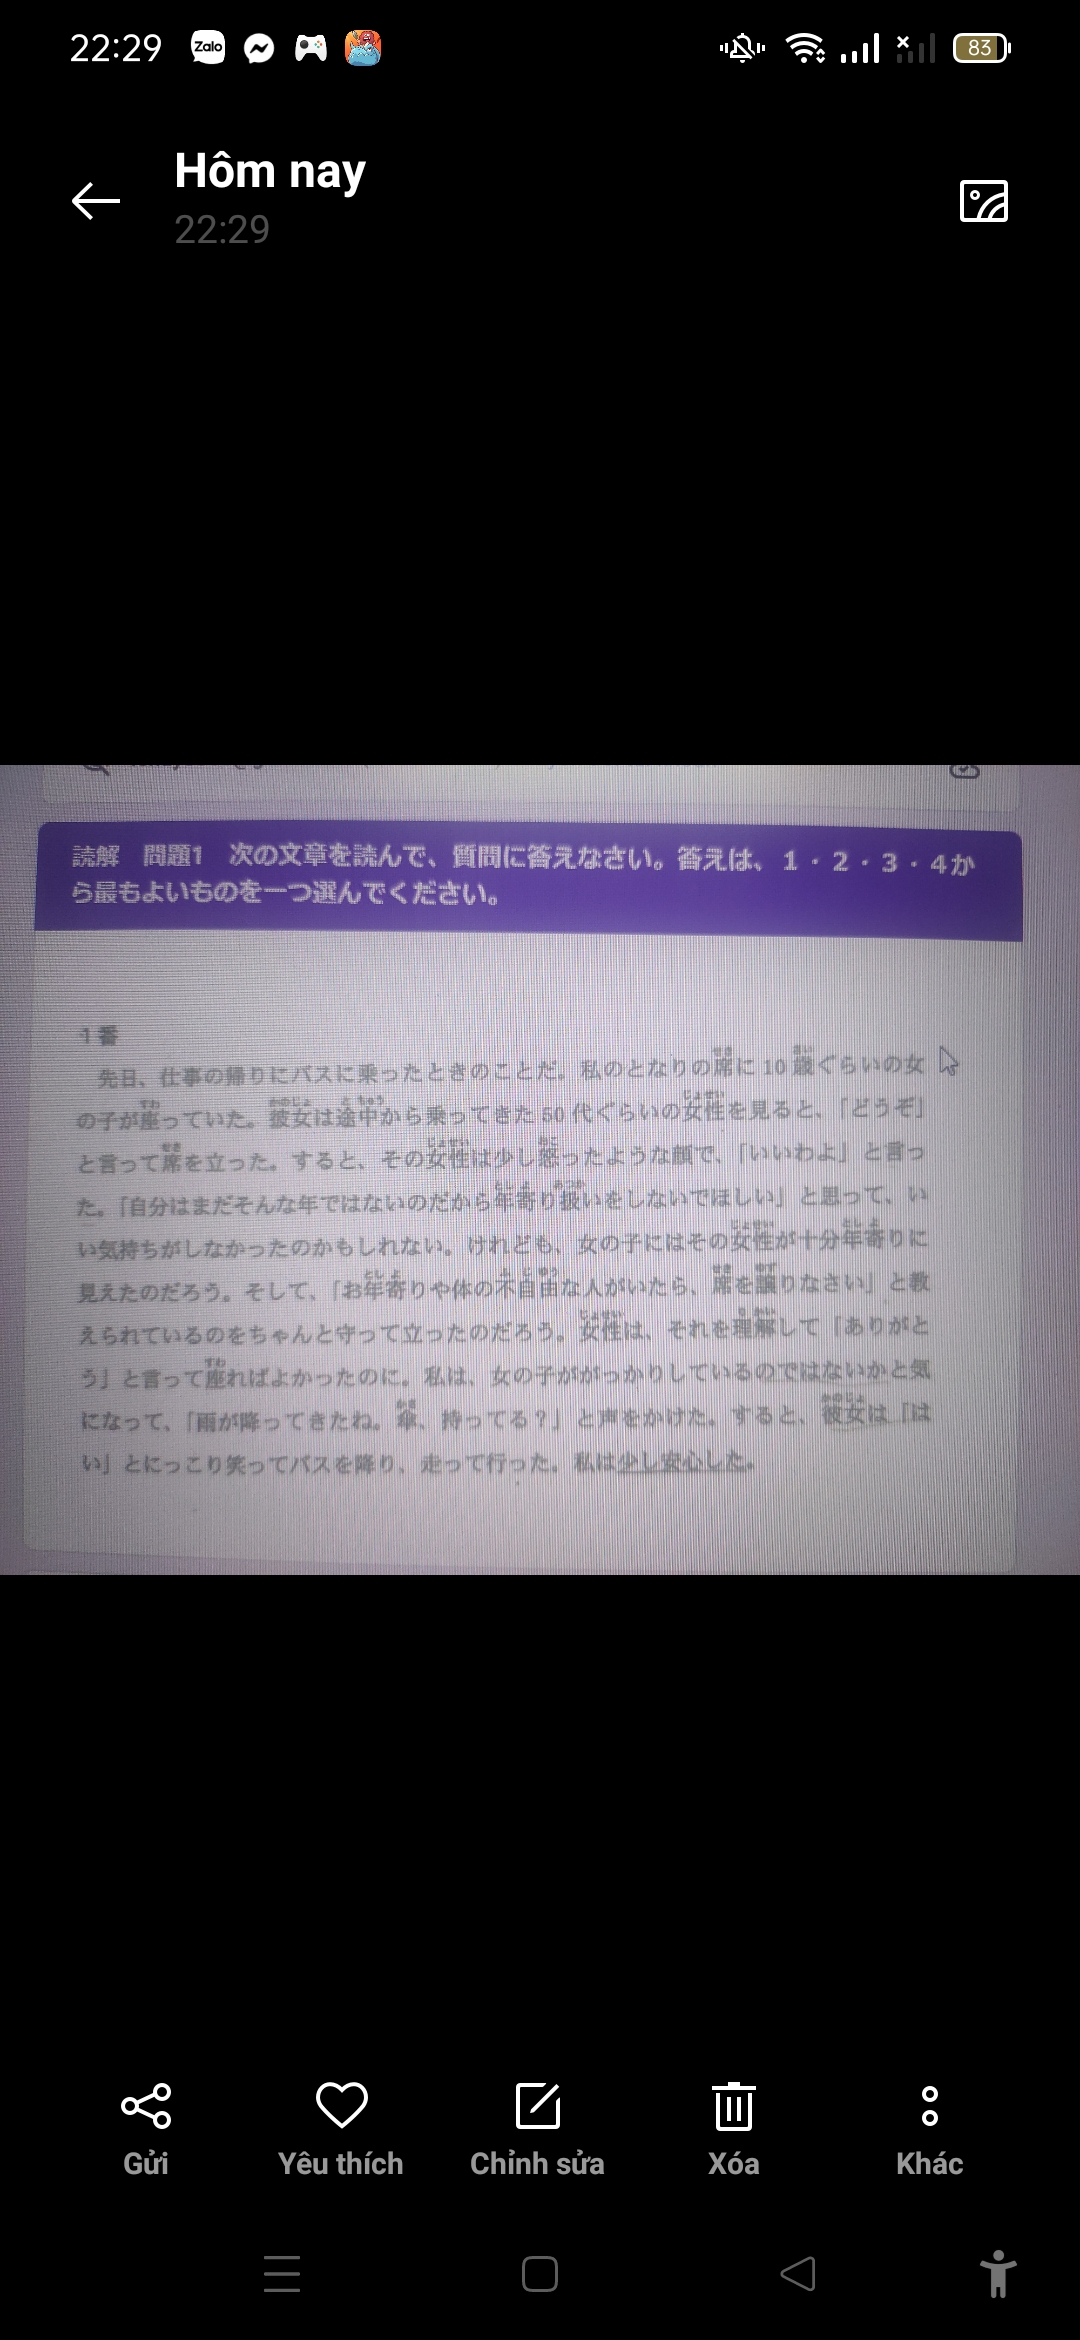 22:29 Zalo 83
Hôm nay
22:29
読解 問題1 次の文章を読んで、質問に答えなさい。答えは、1・2・3・4か
ら最もよいものを一つ選んでください。
1番
先日、仕事の帰りにバスに乗ったときのことだ。私のとなりの席に10歳ぐらいの女
の子が座っていた。彼女は途中から乗ってきた50代ぐらいの女性を見ると、「どうぞ」
と言って席を立った。すると、その女性は少し怒ったような顔で、「いいわよ」と言っ
た。「自分はまだそんな年ではないのだから年寄り扱いをしないでほしい」と思って、い
い気持ちがしなかったのかもしれない。けれども、女の子にはその女性が十分年寄りに
見えたのだろう。そして、「お年寄りや体の不自由な人がいたら、席を譲りなさい」と教
えられているのをちゃんと守って立ったのだろう。女性は、それを理解して「ありがと
う」と言って座ればよかったのに。私は、女の子ががっかりしているのではないかと気
になって、「雨が降ってきたね。傘、持ってる？」と声をかけた。すると、彼女は「は
い」とにっこり笑ってバスを降り、走って行った。私は少し安心した。
Gửi Yêu thích Chỉnh sửa Xóa Khác